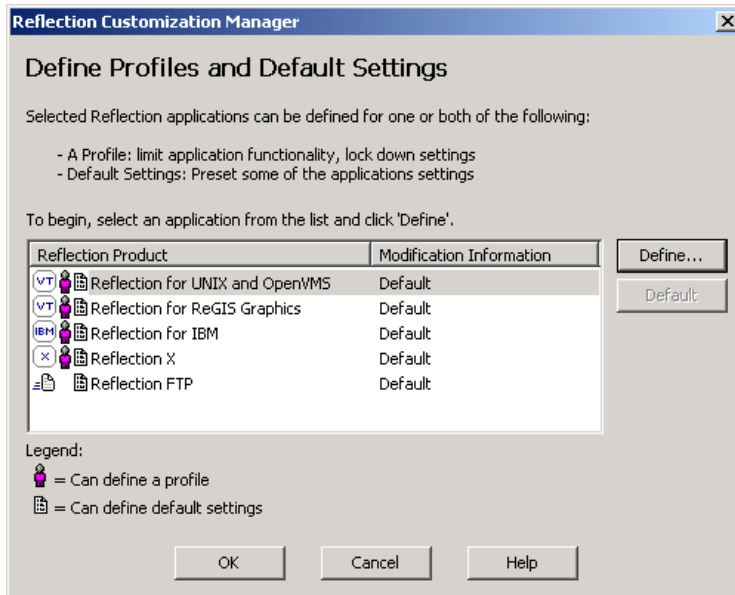 Reflection Customization Manager
Define Profiles and Default Settings
Selected Reflection applications can be defined for one or both of the following:
- A Profile: limit application functionality, lock down settings
- Default Settings: Preset some of the applications settings
To begin, select an application from the list and click 'Define'.
Reflection Product Modification Information
VT Reflection for UNIX and OpenVMS Default
VT Reflection for ReGIS Graphics Default
IBM Reflection for IBM Default
X Reflection X Default
Reflection FTP Default
Define...
Default
Legend:
= Can define a profile
= Can define default settings
OK Cancel Help